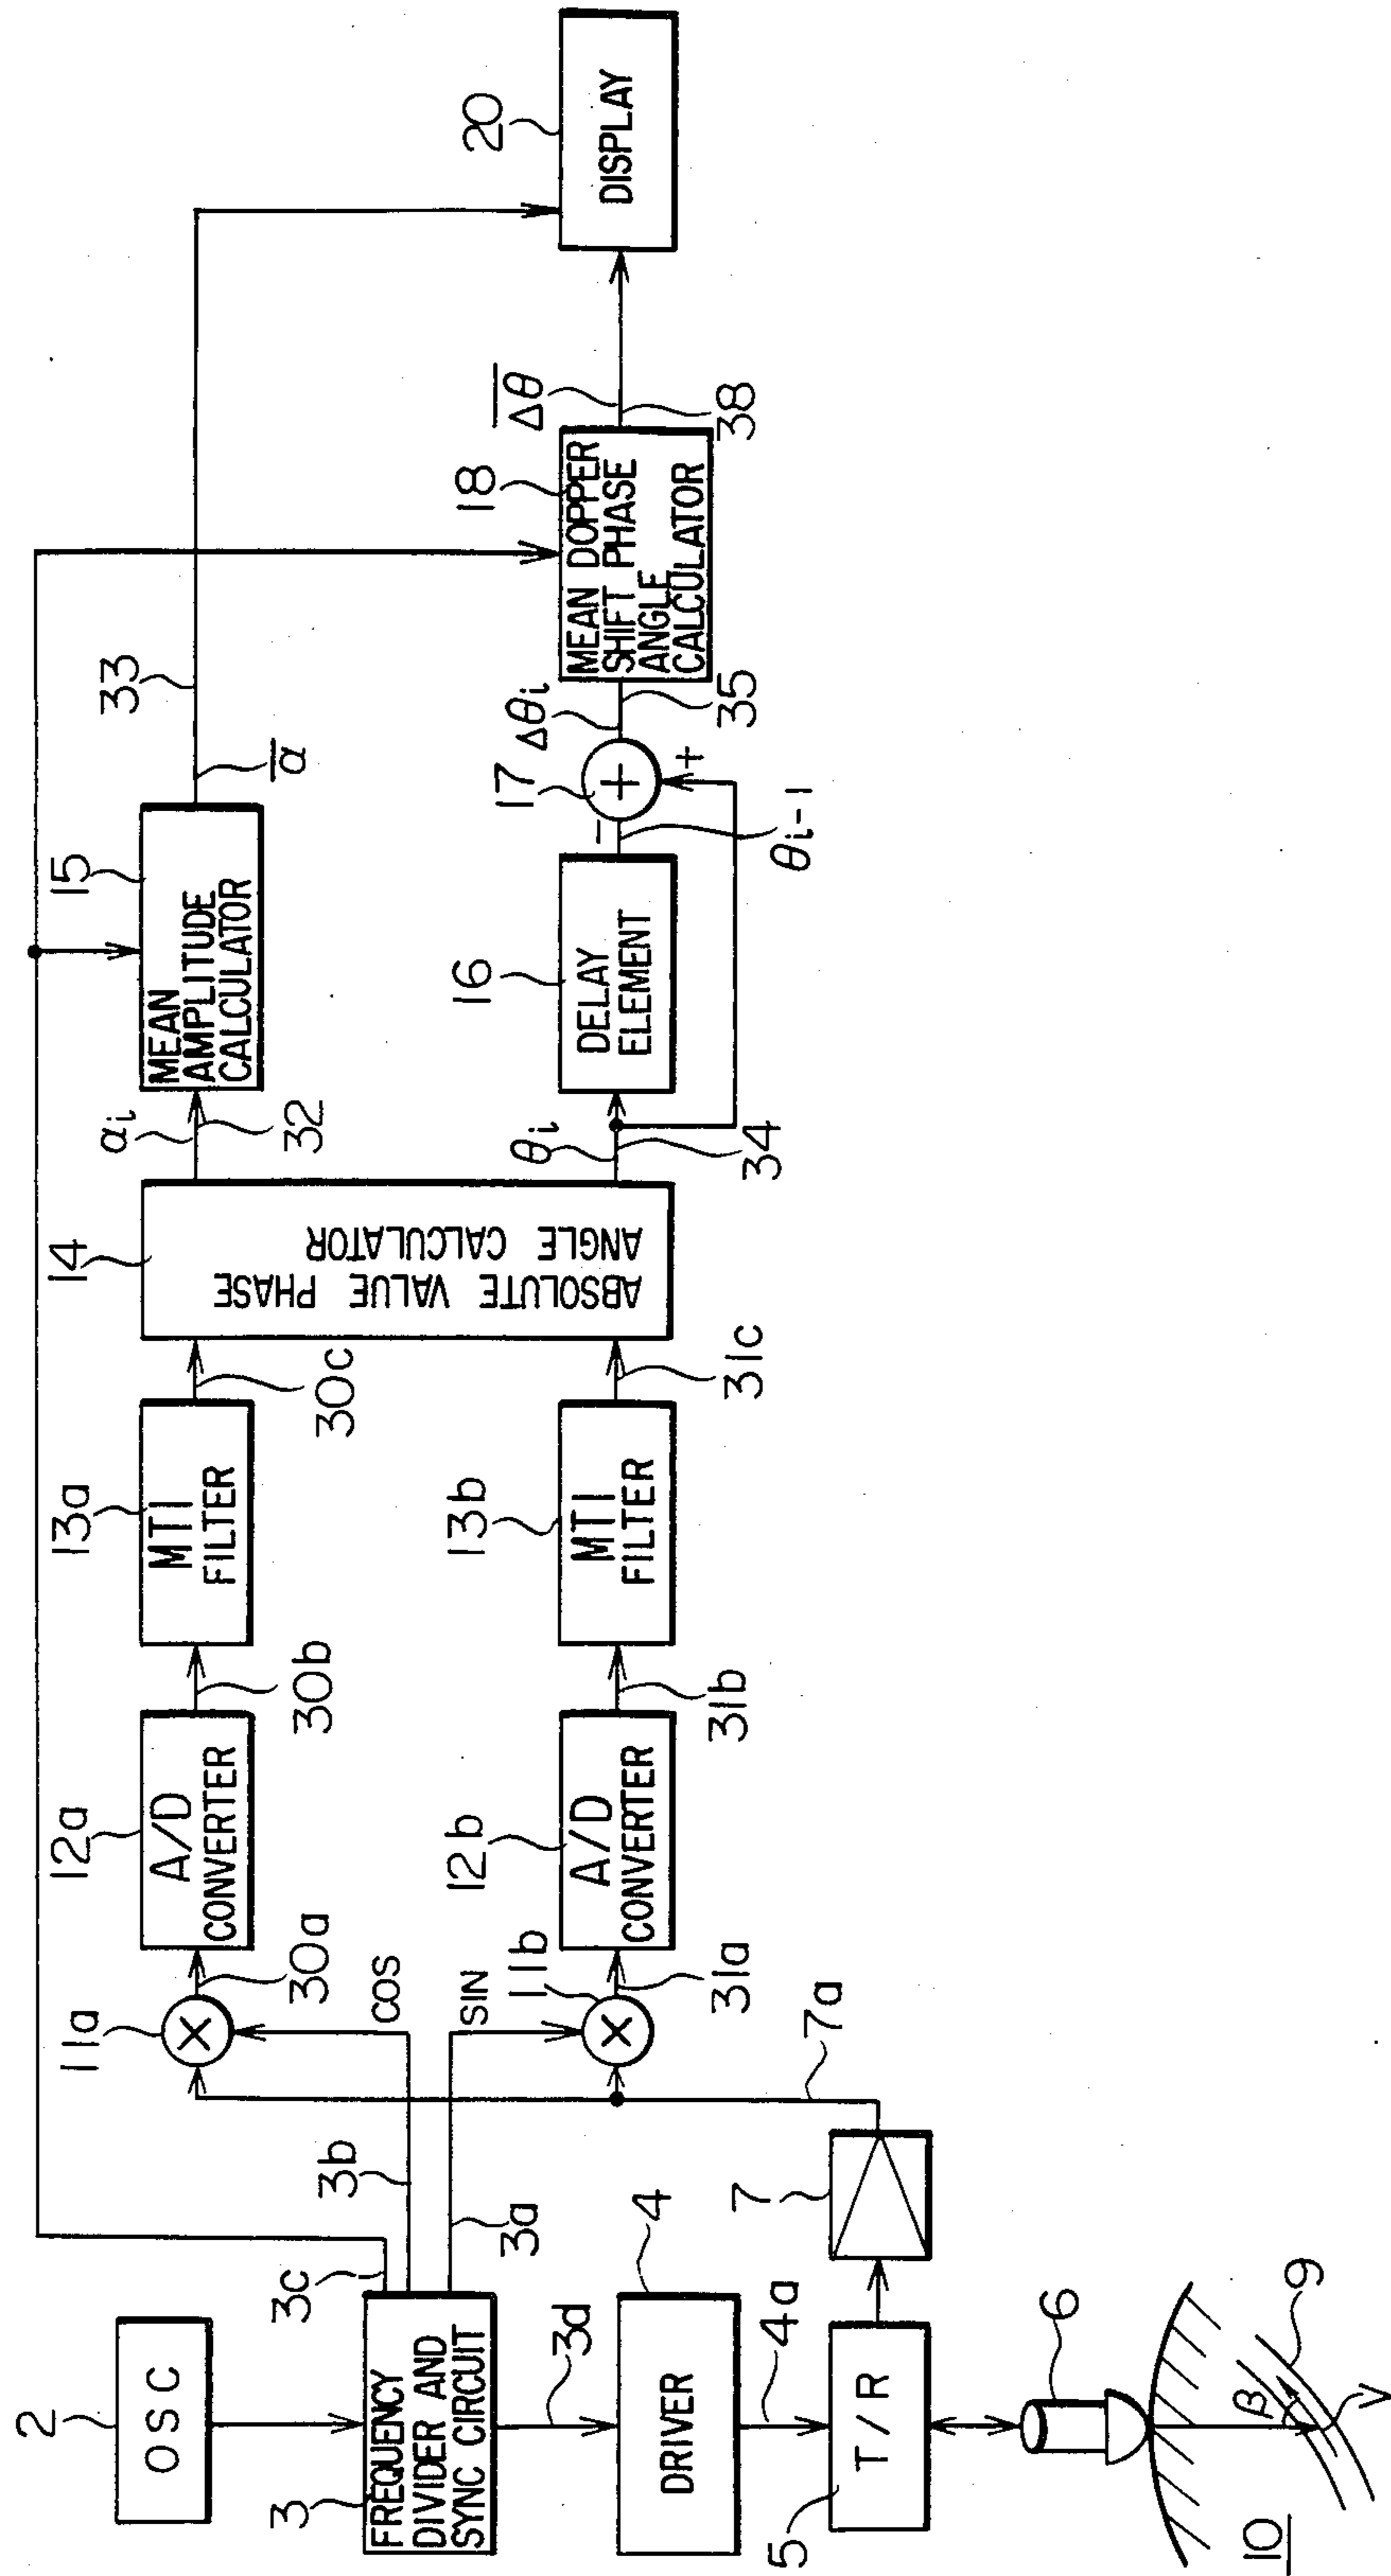 2
OSC
3
FREQUENCY
DIVIDER AND
SYNC CIRCUIT
3c
3b
3a
3d
DRIVER
4
4a
5
T/R
7
7a
6
β
9
V
10
11a
COS
SIN
11b
30a
31a
12a
A/D
CONVERTER
12b
A/D
CONVERTER
30b
31b
13a
MTI
FILTER
13b
MTI
FILTER
30c
31c
14
ABSOLUTE VALUE PHASE
ANGLE CALCULATOR
αi
32
θi
34
15
MEAN
AMPLITUDE
CALCULATOR
16
DELAY
ELEMENT
α̅
33
17
−
+
+
θi-1
Δθi
35
18
MEAN DOPPER
SHIFT PHASE
ANGLE
CALCULATOR
Δθ̅
38
20
DISPLAY